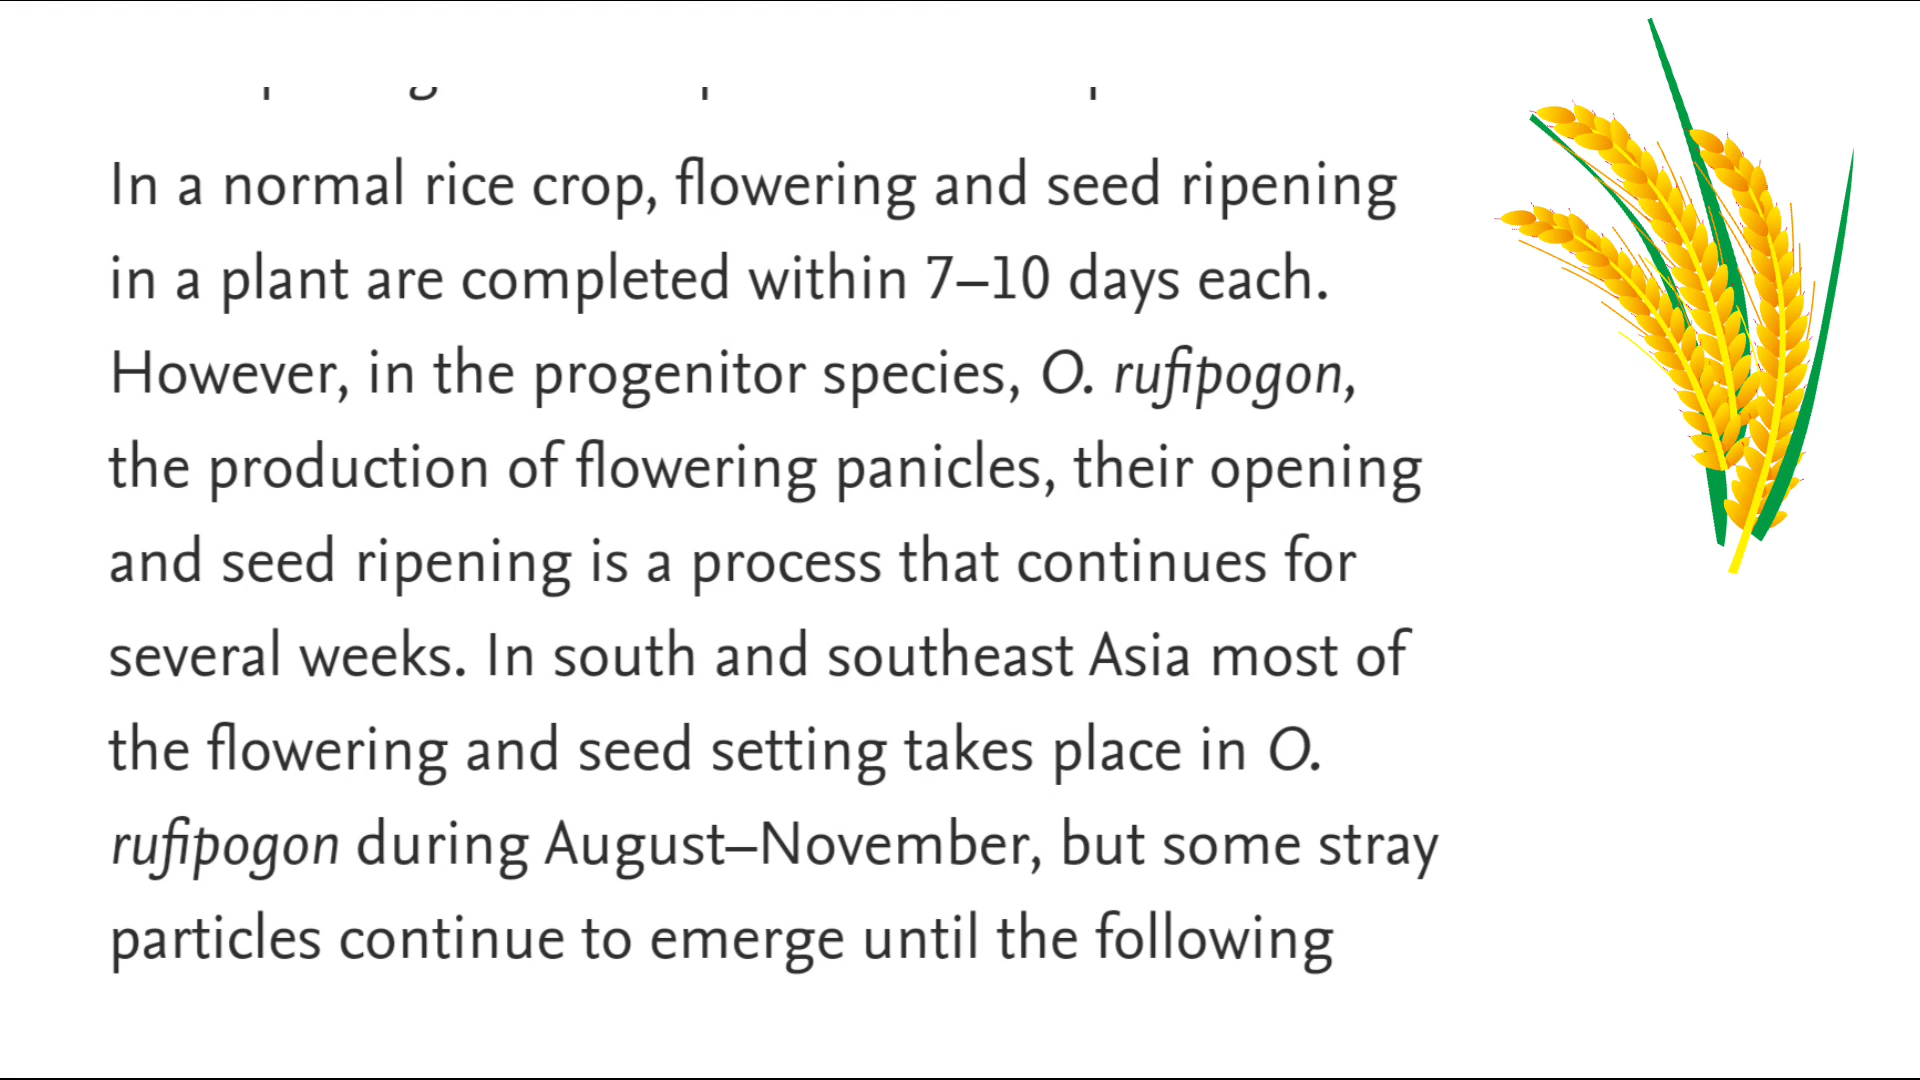 In a normal rice crop, flowering and seed ripening
in a plant are completed within 7–10 days each.
However, in the progenitor species, O. rufipogon,
the production of flowering panicles, their opening
and seed ripening is a process that continues for
several weeks. In south and southeast Asia most of
the flowering and seed setting takes place in O.
rufipogon during August–November, but some stray
particles continue to emerge until the following